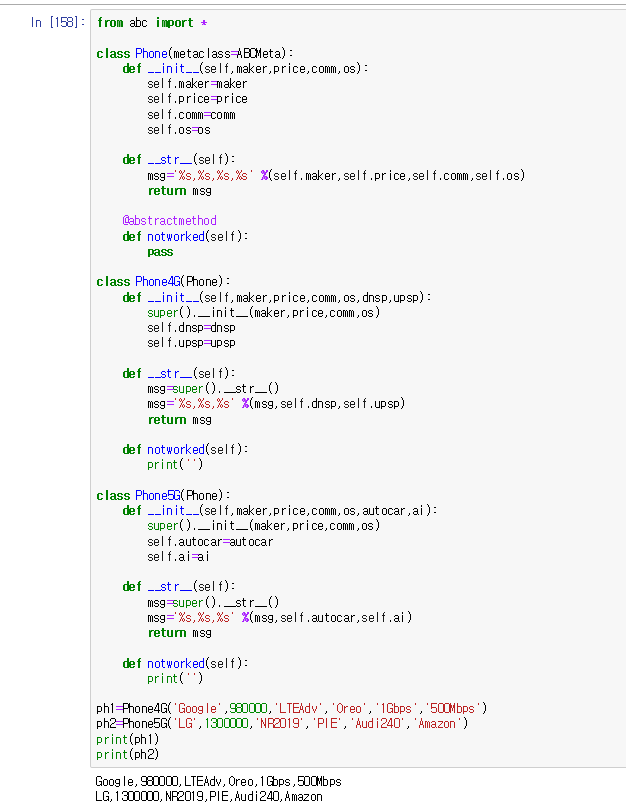 In [158]:
from abc import *

class Phone(metaclass=ABCMeta):
    def __init__(self,maker,price,comm,os):
        self.maker=maker
        self.price=price
        self.comm=comm
        self.os=os

    def __str__(self):
        msg='%s,%s,%s,%s' %(self.maker,self.price,self.comm,self.os)
        return msg

    @abstractmethod
    def notworked(self):
        pass

class Phone4G(Phone):
    def __init__(self,maker,price,comm,os,dnsp,upsp):
        super().__init__(maker,price,comm,os)
        self.dnsp=dnsp
        self.upsp=upsp

    def __str__(self):
        msg=super().__str__()
        msg='%s,%s,%s' %(msg,self.dnsp,self.upsp)
        return msg

    def notworked(self):
        print('')

class Phone5G(Phone):
    def __init__(self,maker,price,comm,os,autocar,ai):
        super().__init__(maker,price,comm,os)
        self.autocar=autocar
        self.ai=ai

    def __str__(self):
        msg=super().__str__()
        msg='%s,%s,%s' %(msg,self.autocar,self.ai)
        return msg

    def notworked(self):
        print('')

ph1=Phone4G('Google',980000,'LTEAdv','Oreo','1Gbps','500Mbps')
ph2=Phone5G('LG',1300000,'NR2019','PIE','Audi240','Amazon')
print(ph1)
print(ph2)
Google,980000,LTEAdv,Oreo,1Gbps,500Mbps
LG,1300000,NR2019,PIE,Audi240,Amazon